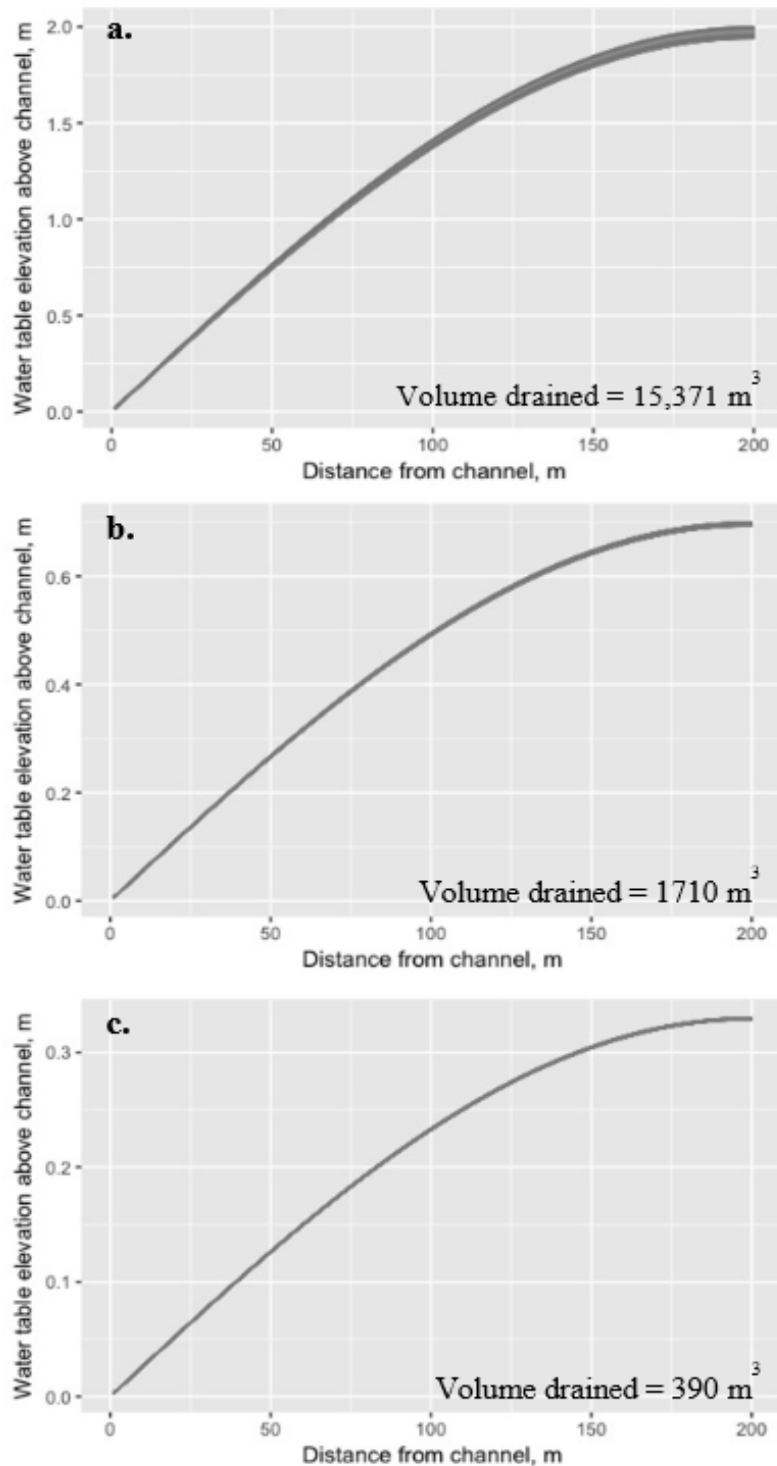 a.
Water table elevation above channel, m
2.0
1.5
1.0
0.5
0.0
Volume drained = 15,371 m³
0
50
100
150
200
Distance from channel, m
b.
Water table elevation above channel, m
0.6
0.4
0.2
0.0
Volume drained = 1710 m³
0
50
100
150
200
Distance from channel, m
c.
Water table elevation above channel, m
0.3
0.2
0.1
0.0
Volume drained = 390 m³
0
50
100
150
200
Distance from channel, m